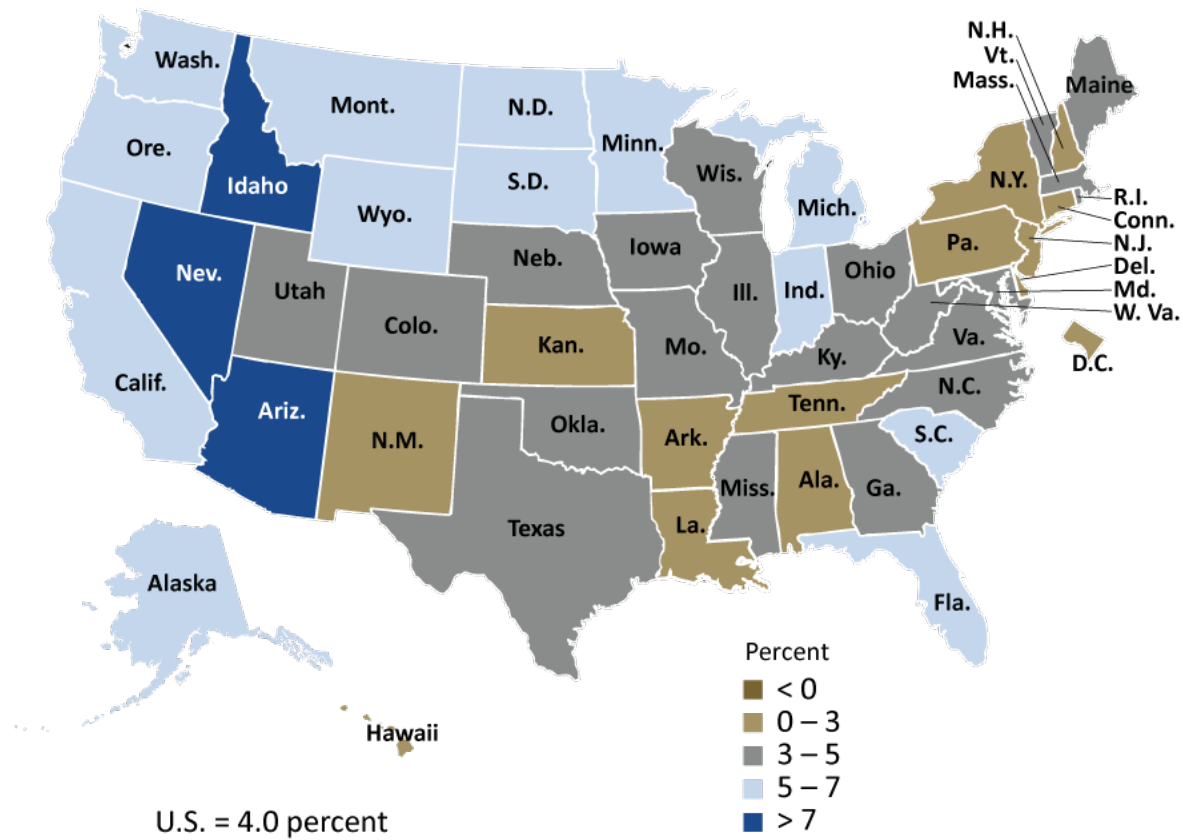 N.H.
Vt.
Mass.
Maine
Wash.
Mont.
N.D.
Minn.
Ore.
Idaho
S.D.
Wis.
Mich.
N.Y.
R.I.
Conn.
N.J.
Del.
Md.
W. Va.
Wyo.
Nev.
Utah
Neb.
Iowa
Ill.
Ind.
Ohio
Pa.
Colo.
Kan.
Mo.
Ky.
Va.
D.C.
Calif.
Ariz.
N.M.
Okla.
Ark.
Tenn.
N.C.
S.C.
Texas
La.
Miss.
Ala.
Ga.
Alaska
Fla.
Hawaii
Percent
< 0
0 – 3
3 – 5
5 – 7
> 7
U.S. = 4.0 percent